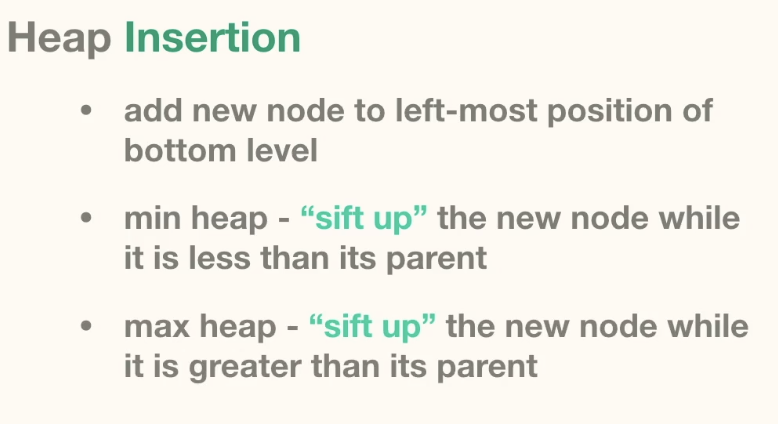 Heap Insertion
• add new node to left-most position of
bottom level
• min heap - “sift up” the new node while
it is less than its parent
• max heap - “sift up” the new node while
it is greater than its parent